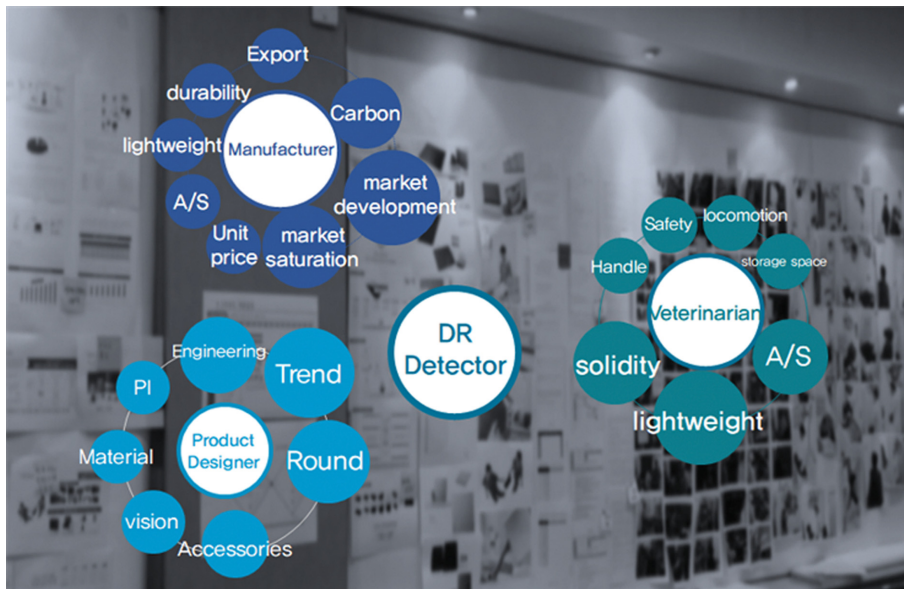 Export
durability
Carbon
lightweight
Manufacturer
market
development
A/S
Unit
price
market
saturation
DR
Detector
Safety
locomotion
Handle
storage space
Veterinarian
solidity
A/S
lightweight
Engineering
Trend
PI
Product
Designer
Material
Round
vision
Accessories